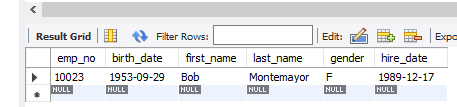 Result Grid Filter Rows: Edit: Expo
emp_no birth_date first_name last_name gender hire_date
10023 1953-09-29 Bob Montemayor F 1989-12-17
NULL NULL NULL NULL NULL NULL